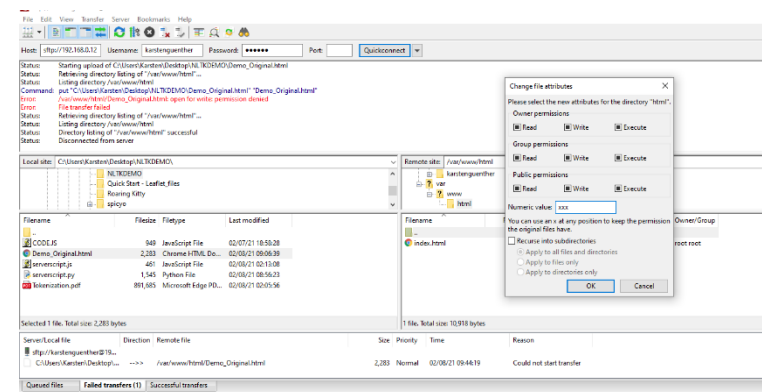 File Edit View Transfer Server Bookmarks Help
Host: sftp://192.168.0.12 Username: karstenguenther Password: ●●●●●● Port: Quickconnect
Status: Starting upload of C:\Users\Karsten\Desktop\NLTKDEMO\Demo_Original.html
Status: Retrieving directory listing of "/var/www/html"...
Status: Listing directory /var/www/html
Command: put "C:\Users\Karsten\Desktop\NLTKDEMO\Demo_Original.html" "Demo_Original.html"
Error: /var/www/html/Demo_Original.html: open for write: permission denied
Error: File transfer failed
Status: Retrieving directory listing of "/var/www/html"...
Status: Listing directory /var/www/html
Status: Directory listing of "/var/www/html" successful
Status: Disconnected from server
Change file attributes
Please select the new attributes for the directory "html".
Owner permissions
Read Write Execute
Group permissions
Read Write Execute
Public permissions
Read Write Execute
Numeric value: xxx
You can use an x at any position to keep the permission
the original files have.
Recurse into subdirectories
Apply to all files and directories
Apply to files only
Apply to directories only
OK Cancel
Local site: C:\Users\Karsten\Desktop\NLTKDEMO\
NLTKDEMO
Quick Start - Leaflet_files
Roaring Kitty
spicyo
Remote site: /var/www/html
karstenguenther
var
www
html
Filename Filesize Filetype Last modified
..
CODE.JS 949 JavaScript File 02/07/21 18:58:28
Demo_Original.html 2,283 Chrome HTML Do... 02/08/21 09:06:39
serverscript.js 461 JavaScript File 02/08/21 02:13:08
serverscript.py 1,545 Python File 02/08/21 08:56:23
Tokenization.pdf 891,685 Microsoft Edge PD... 02/08/21 02:05:56
Selected 1 file. Total size: 2,283 bytes
Filename Owner/Group
..
index.html root root
1 file. Total size: 10,918 bytes
Server/Local file Direction Remote file Size Priority Time Reason
sftp://karstenguenther@19...
C:\Users\Karsten\Desktop\... -->> /var/www/html/Demo_Original.html 2,283 Normal 02/08/21 09:44:19 Could not start transfer
Queued files Failed transfers (1) Successful transfers